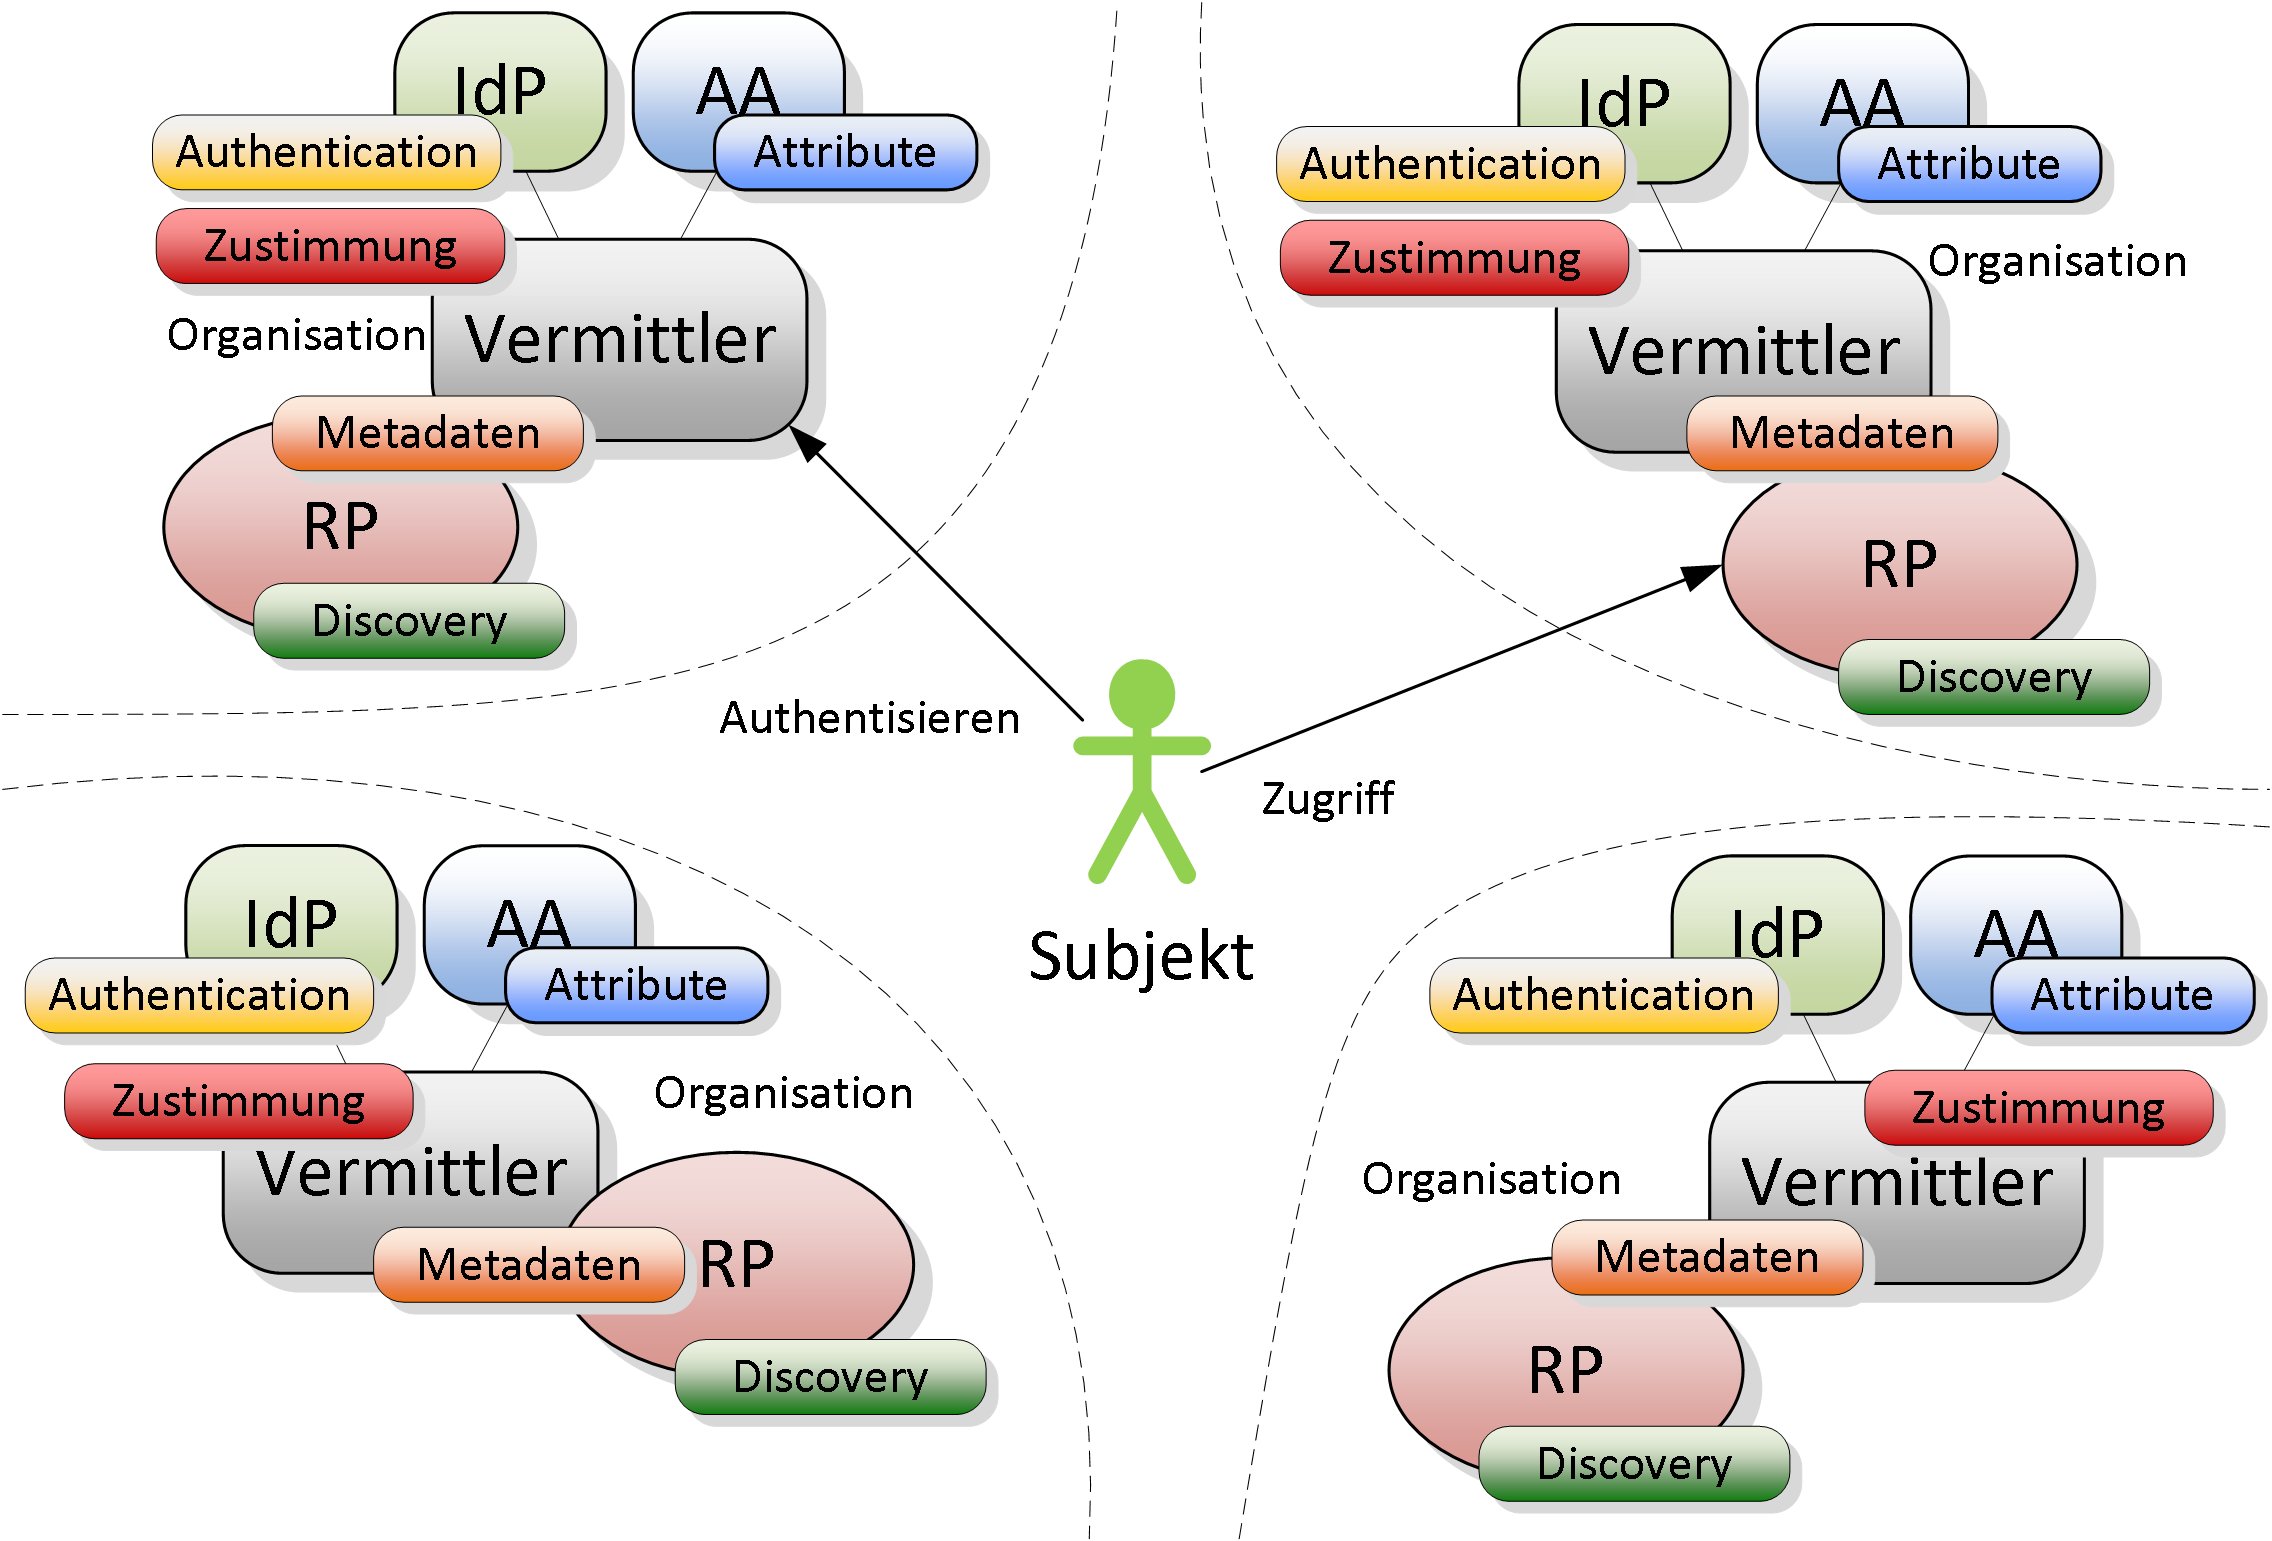 IdP
AA
Authentication
Attribute
Zustimmung
Organisation
Vermittler
Metadaten
RP
Discovery
IdP
AA
Authentication
Attribute
Zustimmung
Organisation
Vermittler
Metadaten
RP
Discovery
Authentisieren
Zugriff
Subjekt
IdP
AA
Authentication
Attribute
Zustimmung
Organisation
Vermittler
Metadaten
RP
Discovery
IdP
AA
Authentication
Attribute
Zustimmung
Organisation
Vermittler
Metadaten
RP
Discovery